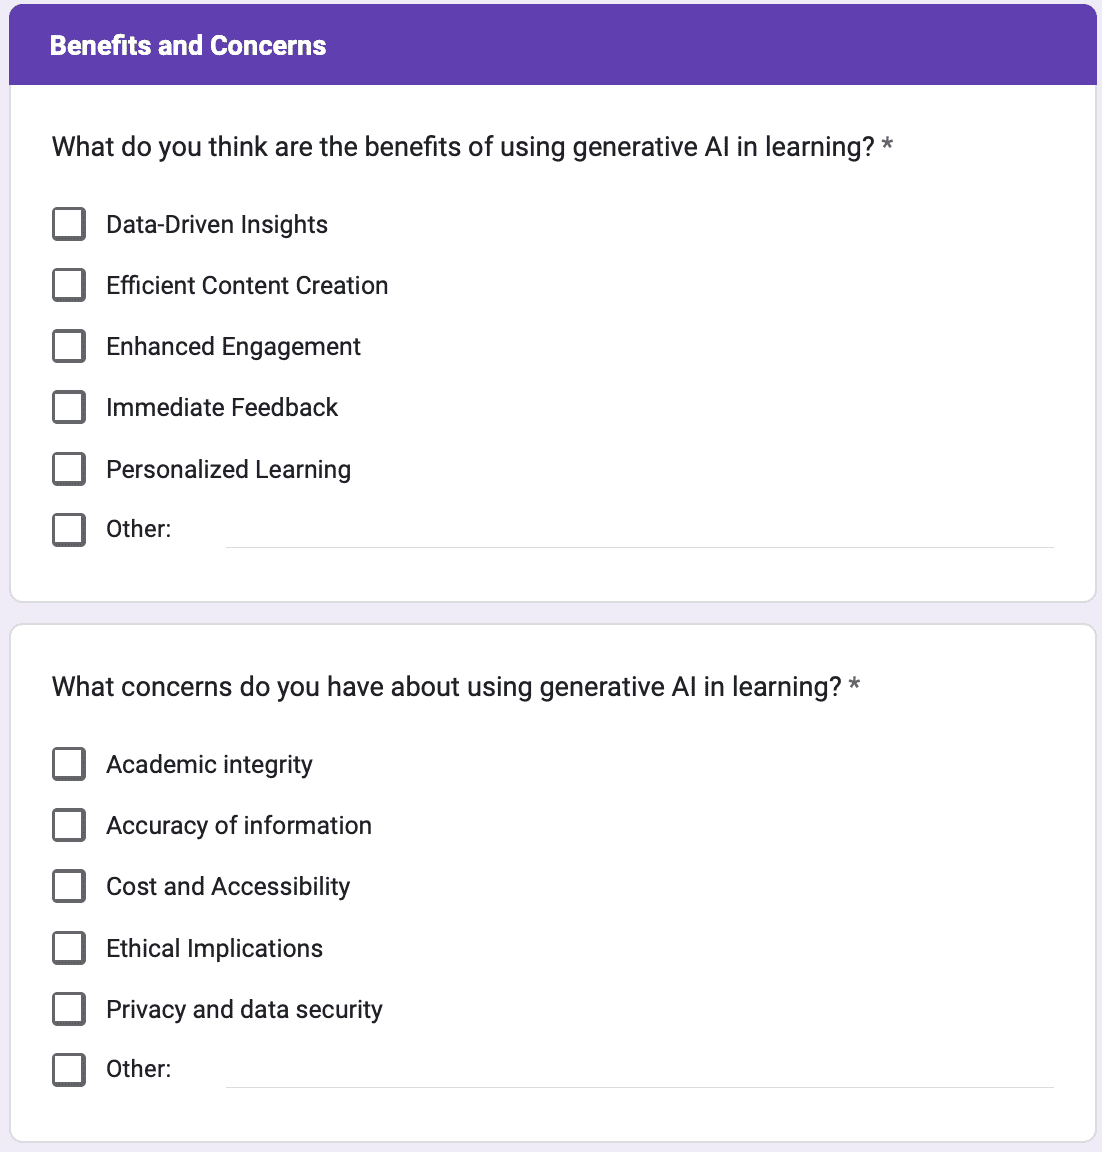 Benefits and Concerns
What do you think are the benefits of using generative AI in learning? *
Data-Driven Insights
Efficient Content Creation
Enhanced Engagement
Immediate Feedback
Personalized Learning
Other:
What concerns do you have about using generative AI in learning? *
Academic integrity
Accuracy of information
Cost and Accessibility
Ethical Implications
Privacy and data security
Other: